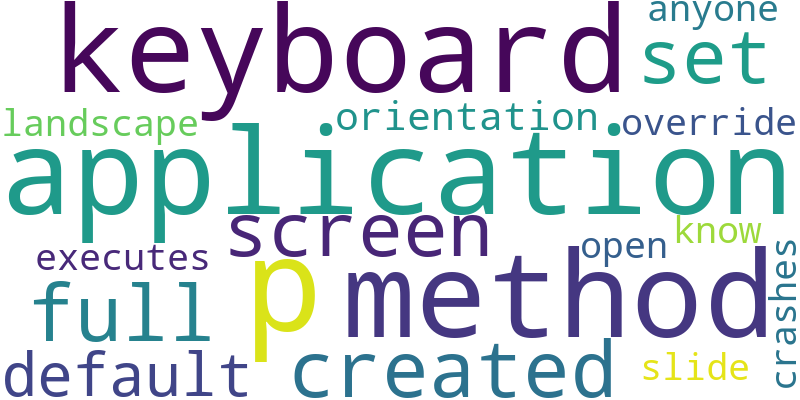 keyboard
anyone
set
landscape
orientation
override
application
screen
know
executes
open
p
method
crashes
full
default
created
slide